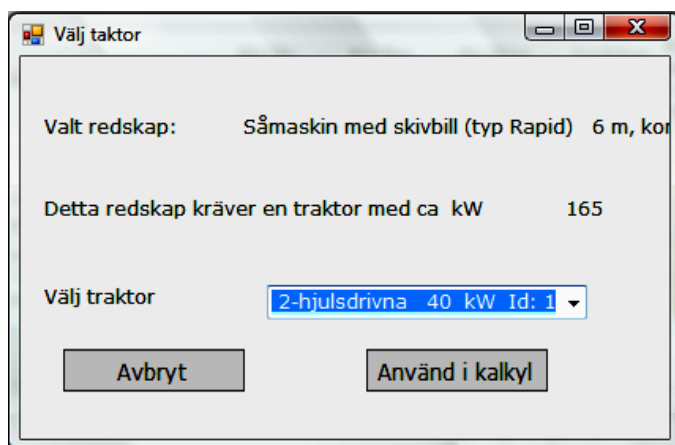 Välj taktor
Valt redskap: Såmaskin med skivbill (typ Rapid) 6 m, kor
Detta redskap kräver en traktor med ca kW 165
Välj traktor 2-hjulsdrivna 40 kW Id: 1
Avbryt Använd i kalkyl